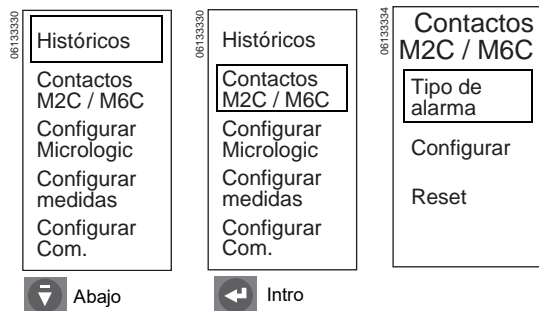 06133330
Históricos
Contactos
M2C / M6C
Configurar
Micrologic
Configurar
medidas
Configurar
Com.
Abajo
06133330
Históricos
Contactos
M2C / M6C
Configurar
Micrologic
Configurar
medidas
Configurar
Com.
Intro
06133334
Contactos
M2C / M6C
Tipo de
alarma
Configurar
Reset